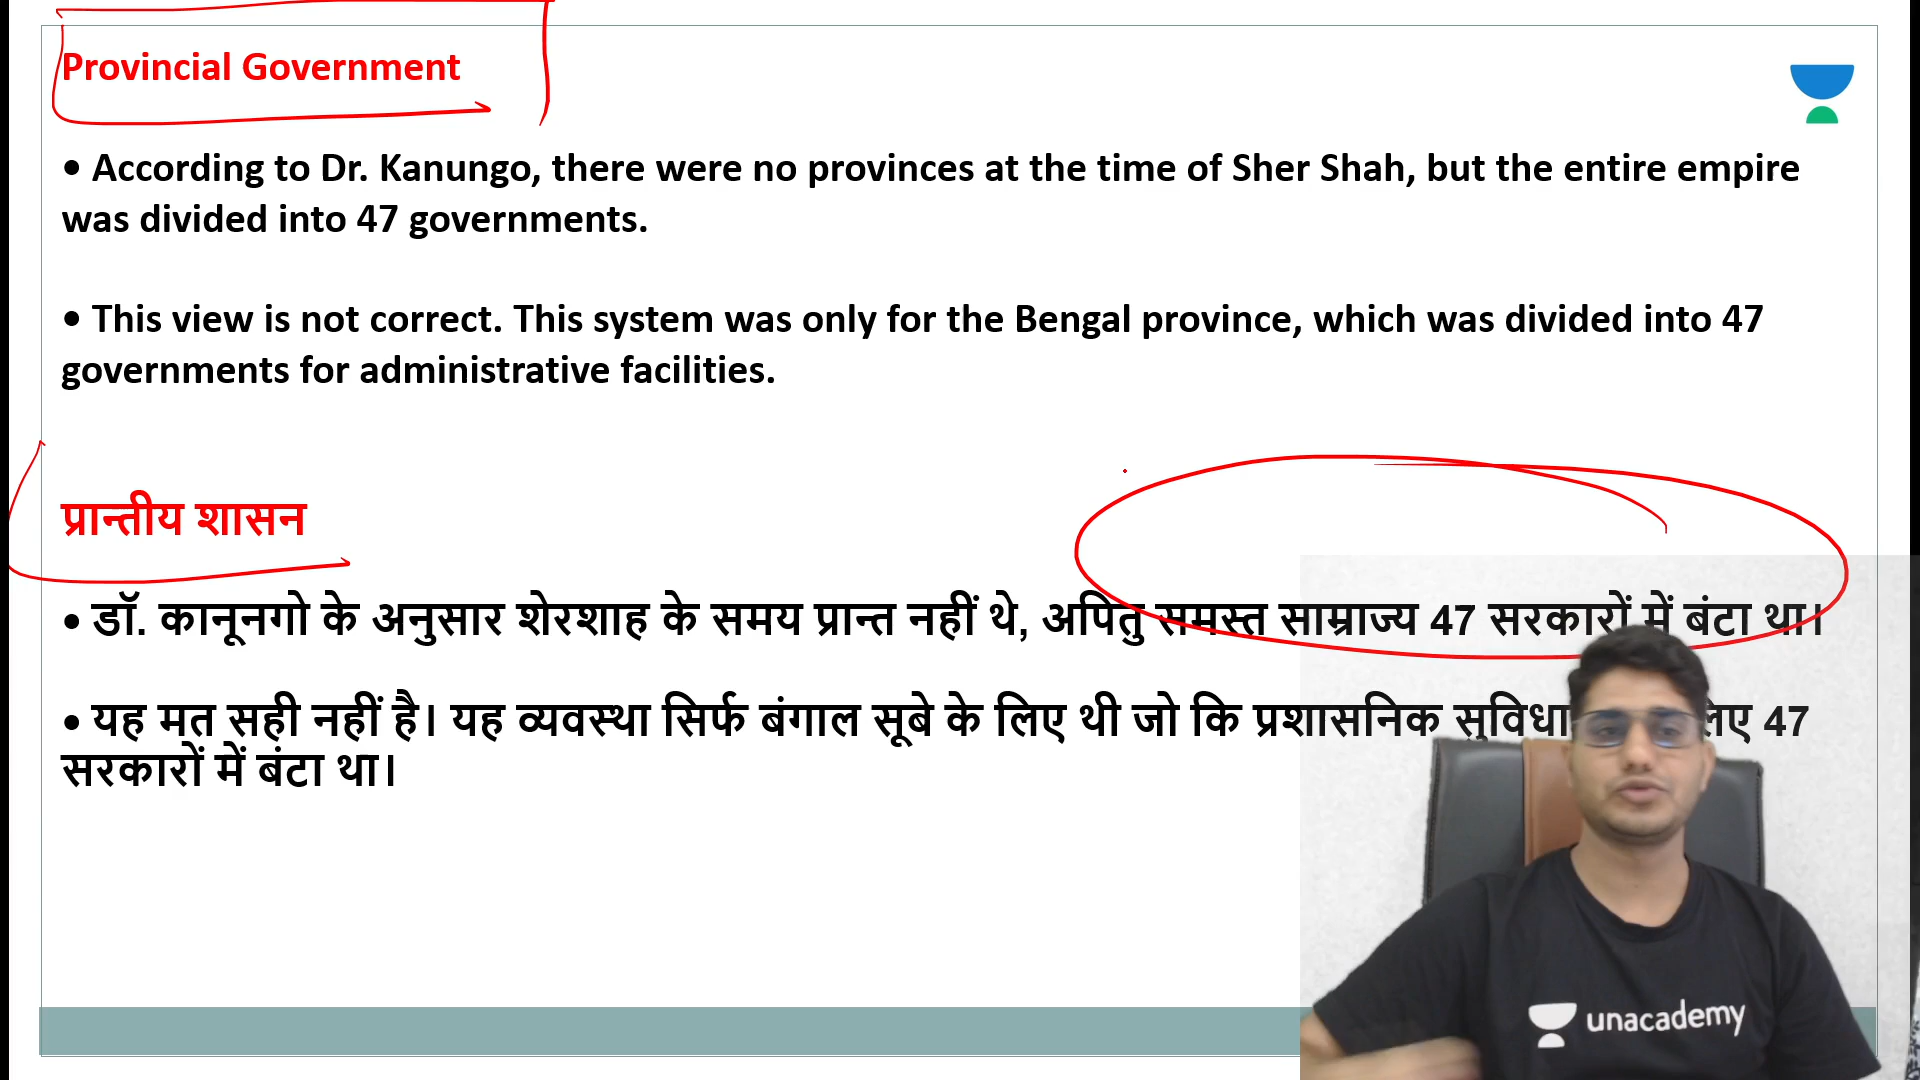 Provincial Government
• According to Dr. Kanungo, there were no provinces at the time of Sher Shah, but the entire empire
was divided into 47 governments.
• This view is not correct. This system was only for the Bengal province, which was divided into 47
governments for administrative facilities.
प्रान्तीय शासन
• डॉ. कानूनगो के अनुसार शेरशाह के समय प्रान्त नहीं थे, अपितु समस्त साम्राज्य 47 सरकारों में बंटा था।
• यह मत सही नहीं है। यह व्यवस्था सिर्फ बंगाल सूबे के लिए थी जो कि प्रशासनिक 47
सरकारों में बंटा था।
unacademy